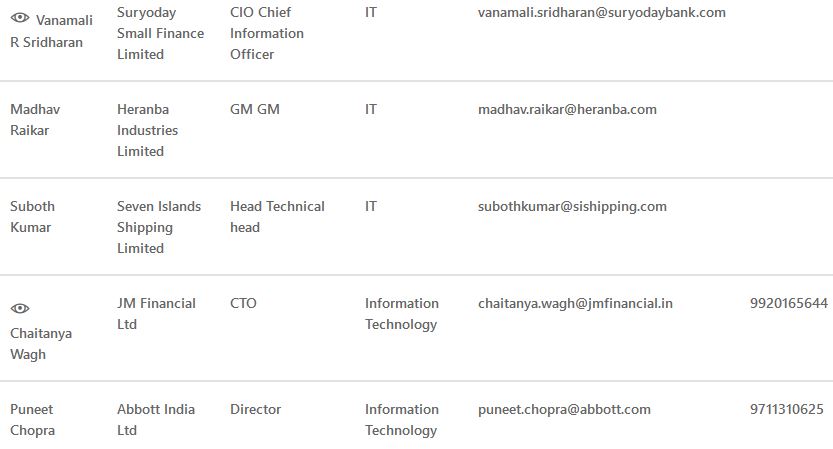 Vanamali
R Sridharan
Suryoday
Small Finance
Limited
CIO Chief
Information
Officer
IT
vanamali.sridharan@suryodaybank.com
Madhav
Raikar
Heranba
Industries
Limited
GM GM
IT
madhav.raikar@heranba.com
Suboth
Kumar
Seven Islands
Shipping
Limited
Head Technical
head
IT
subothkumar@sishipping.com
Chaitanya
Wagh
JM Financial
Ltd
CTO
Information
Technology
chaitanya.wagh@jmfinancial.in
9920165644
Puneet
Chopra
Abbott India
Ltd
Director
Information
Technology
puneet.chopra@abbott.com
9711310625